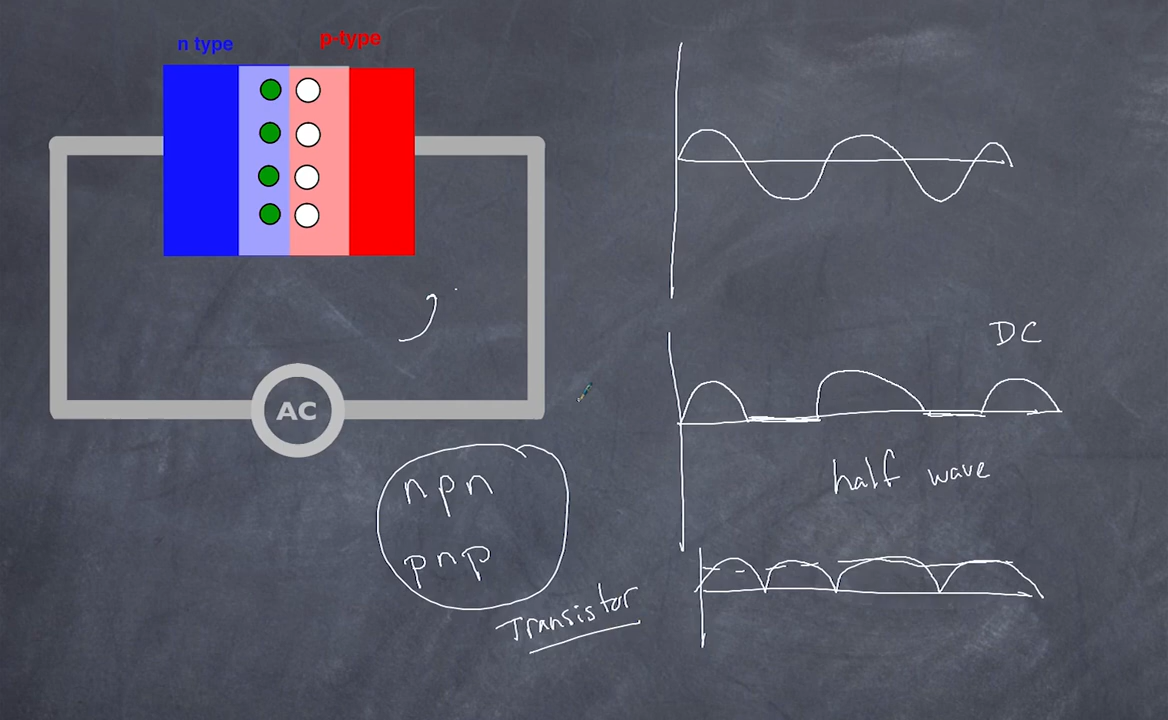 n type
p-type
AC
DC
half wave
npn
pnp
Transistor